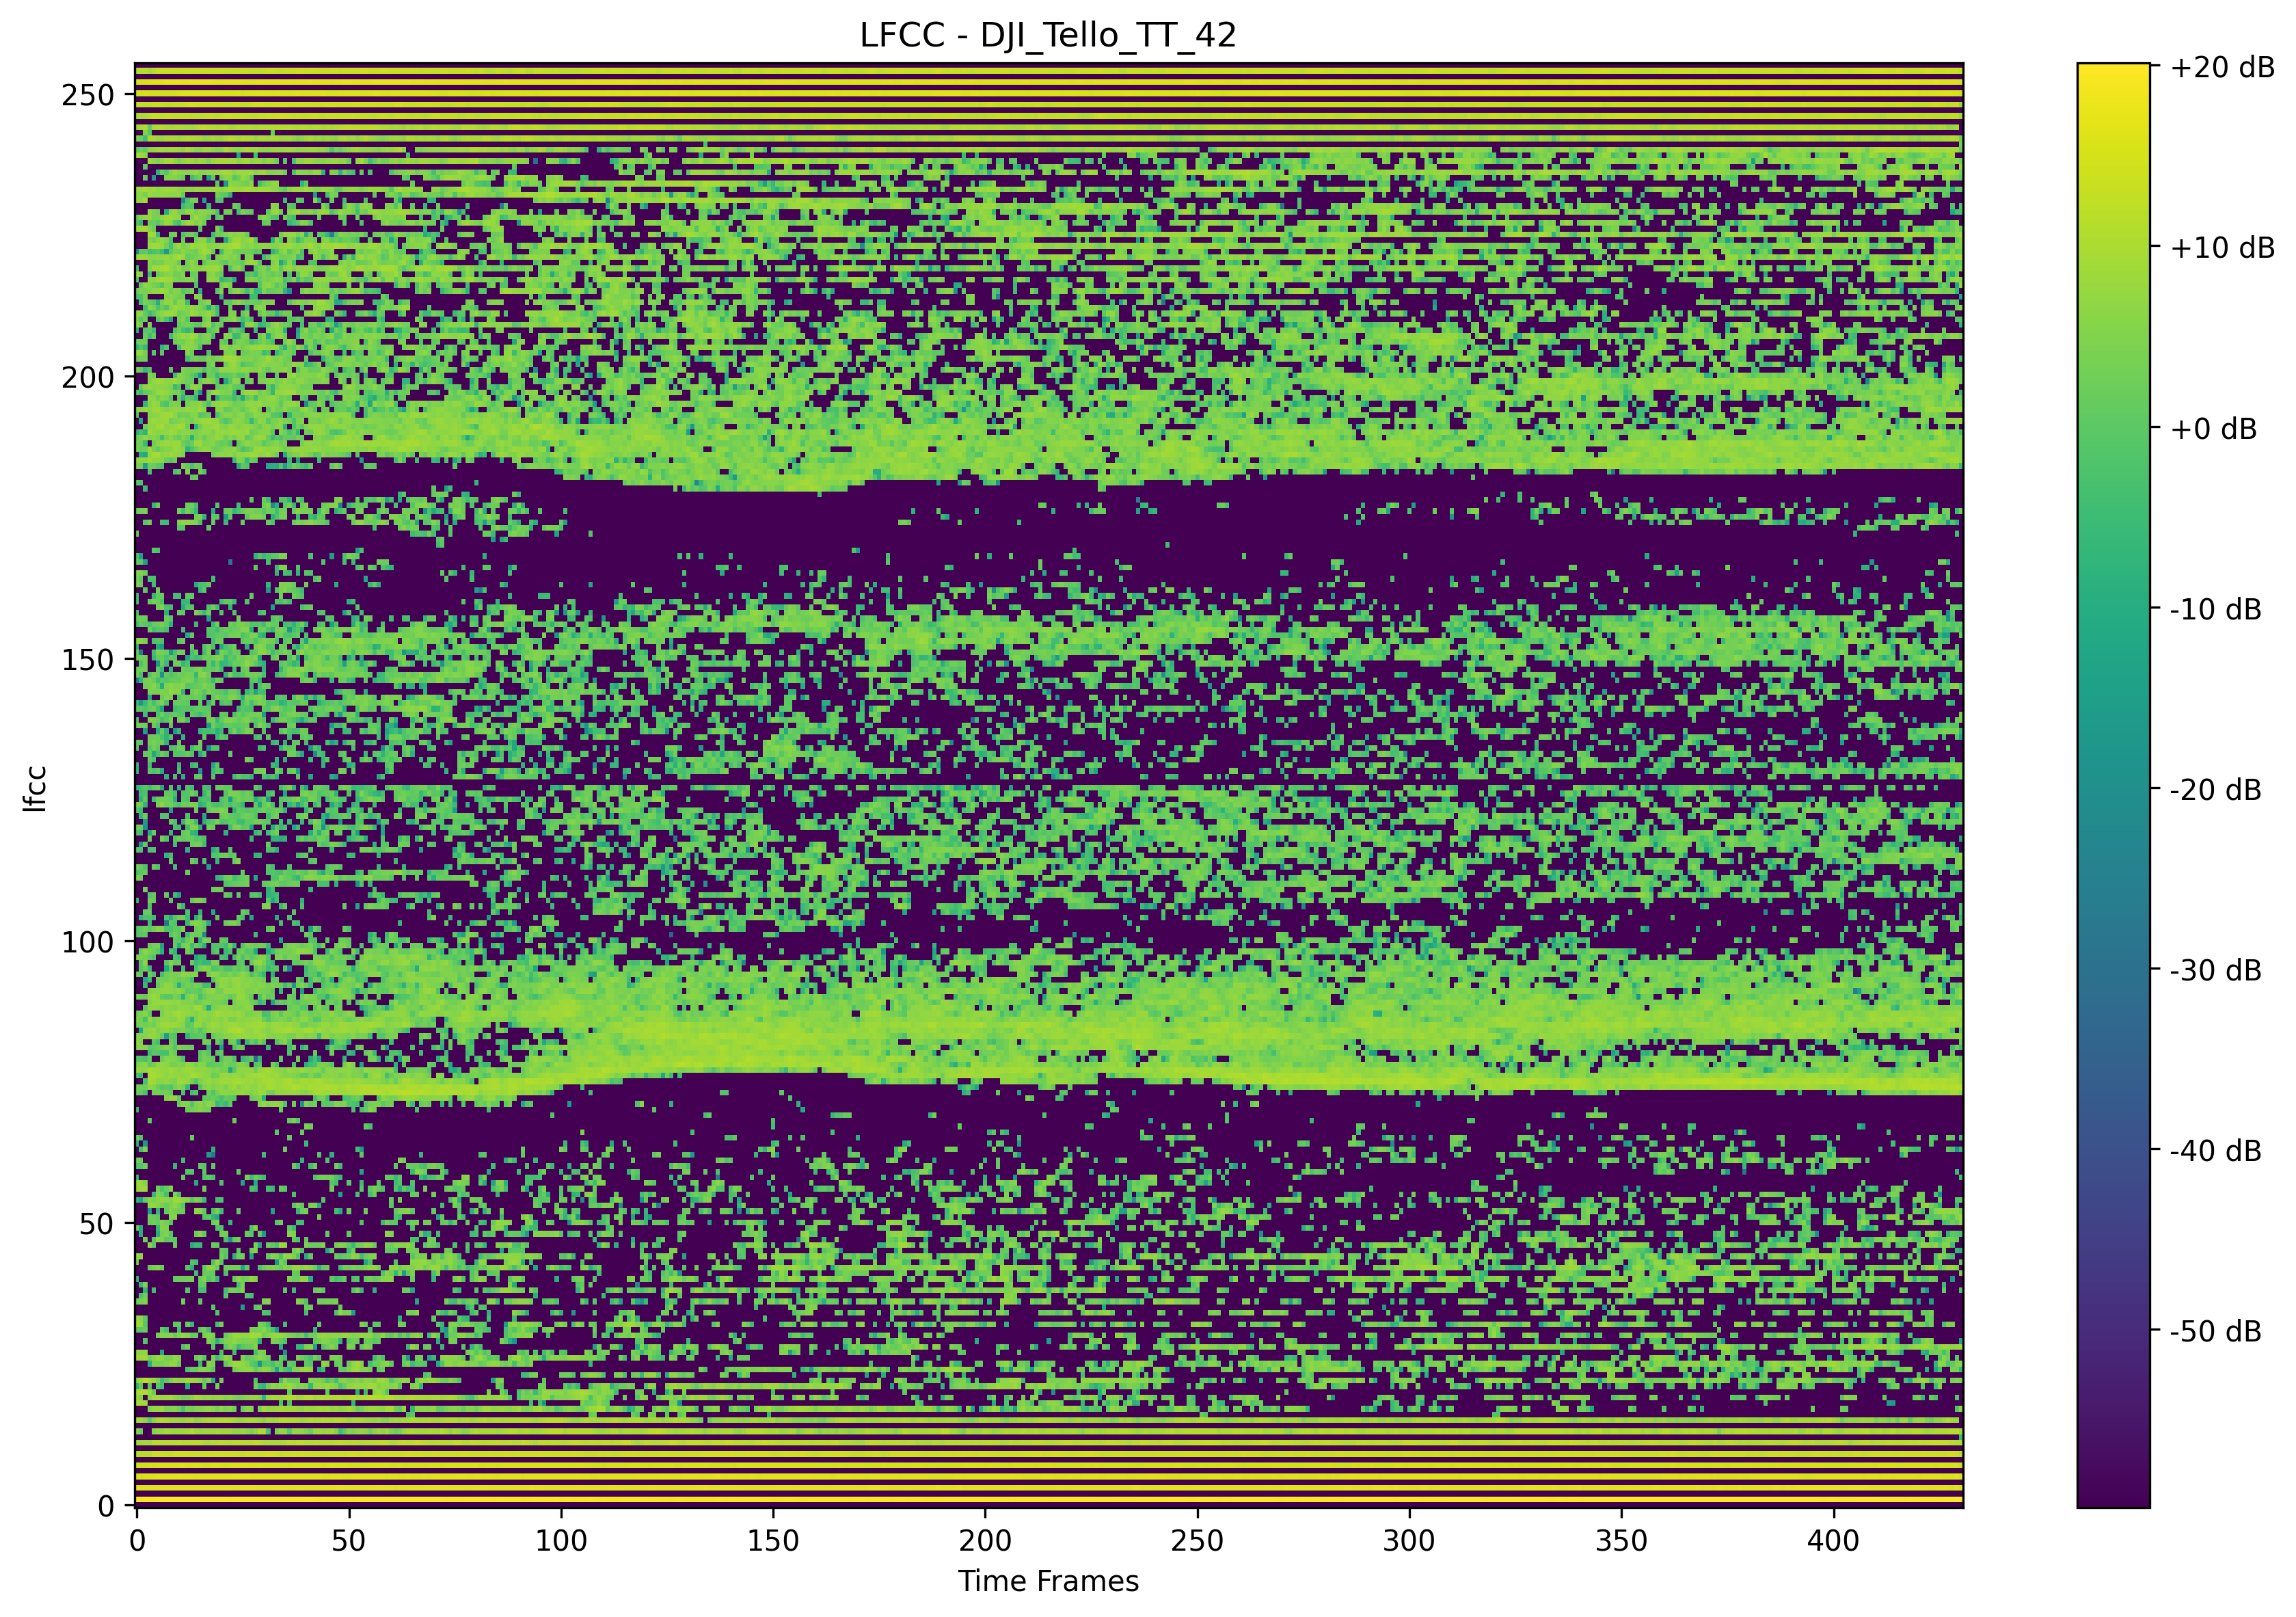 LFCC - DJI_Tello_TT_42
lfcc
250
200
150
100
50
0
0 50 100 150 200 250 300 350 400
Time Frames
+20 dB
+10 dB
+0 dB
-10 dB
-20 dB
-30 dB
-40 dB
-50 dB